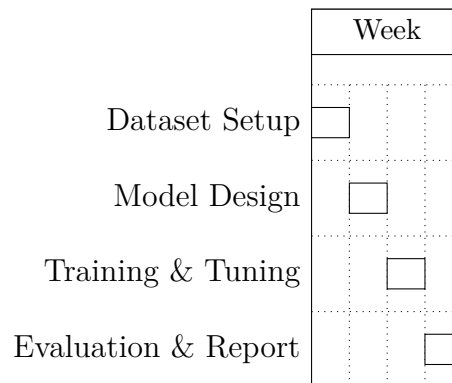 Week
Dataset Setup
Model Design
Training & Tuning
Evaluation & Report